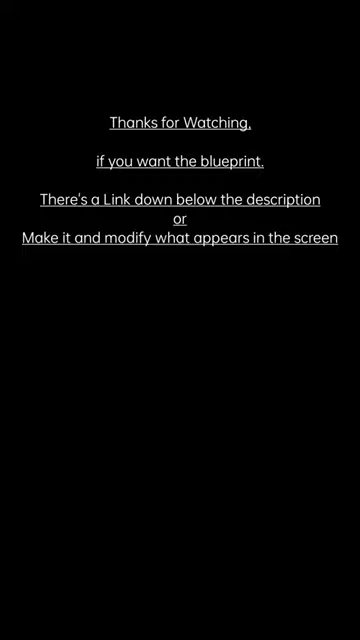 Thanks for Watching,
if you want the blueprint.
There's a Link down below the description
or
Make it and modify what appears in the screen